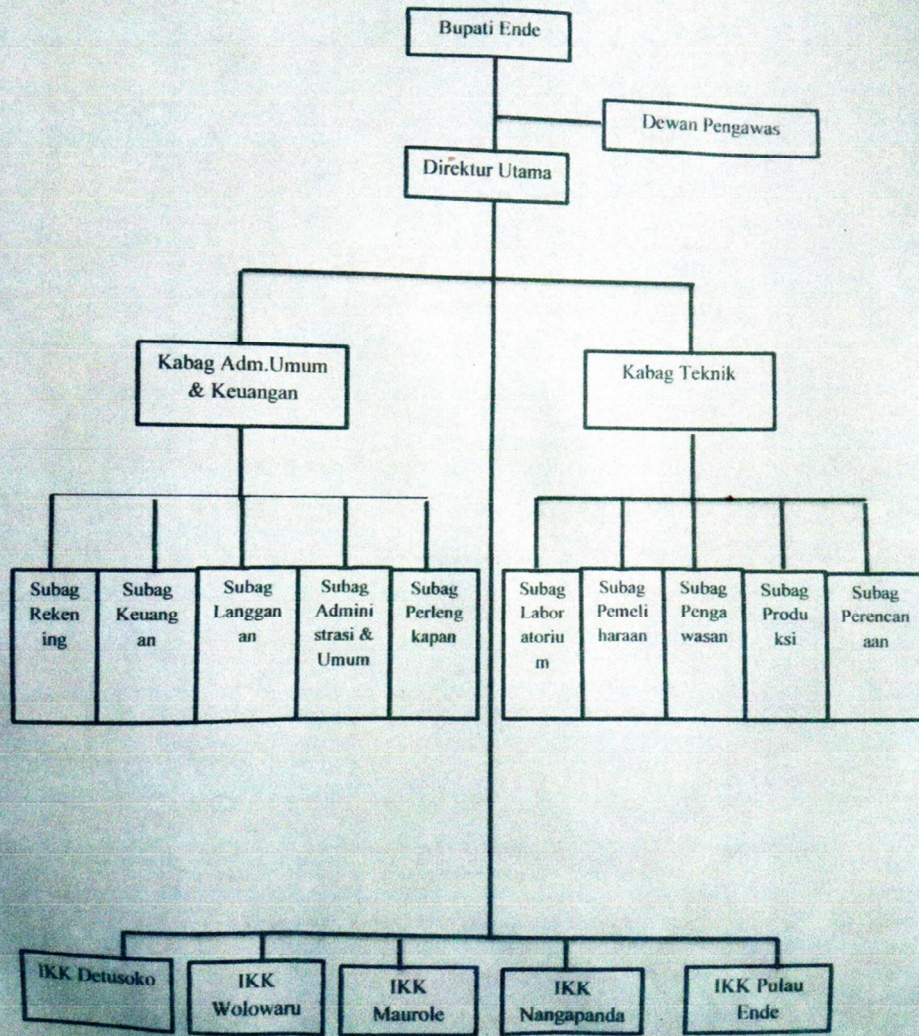 Bupati Ende
Dewan Pengawas
Direktur Utama
Kabag Adm.Umum
& Keuangan
Kabag Teknik
Subag
Reken
ing
Subag
Keuang
an
Subag
Langgan
an
Subag
Admini
strasi &
Umum
Subag
Perleng
kapan
Subag
Labor
atoriu
m
Subag
Pemeli
haraan
Subag
Penga
wasan
Subag
Produ
ksi
Subag
Perencan
aan
IKK Detusoko
IKK
Wolowaru
IKK
Maurole
IKK
Nangapanda
IKK Pulau
Ende